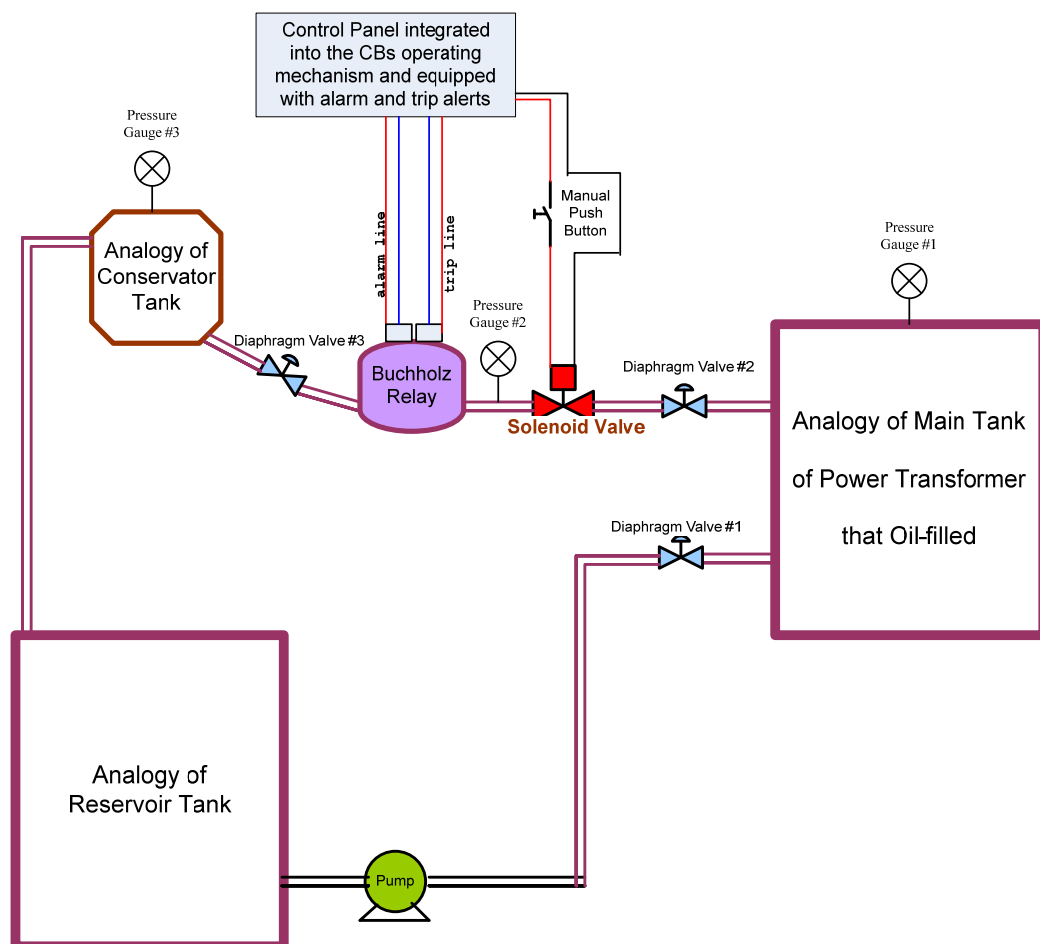 Control Panel integrated
into the CBs operating
mechanism and equipped
with alarm and trip alerts
Pressure
Gauge #3
Analogy of
Conservator
Tank
alarm line
trip line
Manual
Push
Button
Pressure
Gauge #1
Pressure
Gauge #2
Diaphragm Valve #3
Buchholz
Relay
Solenoid Valve
Diaphragm Valve #2
Analogy of Main Tank
of Power Transformer
that Oil-filled
Diaphragm Valve #1
Analogy of
Reservoir Tank
Pump